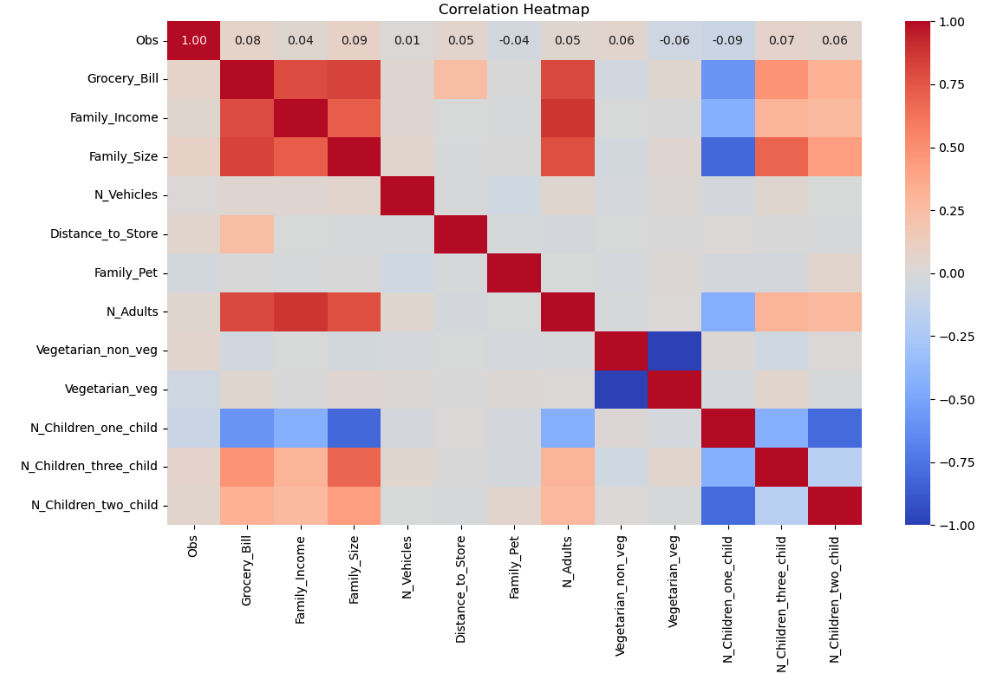 Correlation Heatmap
Obs 1.00 0.08 0.04 0.09 0.01 0.05 -0.04 0.05 0.06 -0.06 -0.09 0.07 0.06
Grocery_Bill
Family_Income
Family_Size
N_Vehicles
Distance_to_Store
Family_Pet
N_Adults
Vegetarian_non_veg
Vegetarian_veg
N_Children_one_child
N_Children_three_child
N_Children_two_child
Obs
Grocery_Bill
Family_Income
Family_Size
N_Vehicles
Distance_to_Store
Family_Pet
N_Adults
Vegetarian_non_veg
Vegetarian_veg
N_Children_one_child
N_Children_three_child
N_Children_two_child
1.00
0.75
0.50
0.25
0.00
−0.25
−0.50
−0.75
−1.00